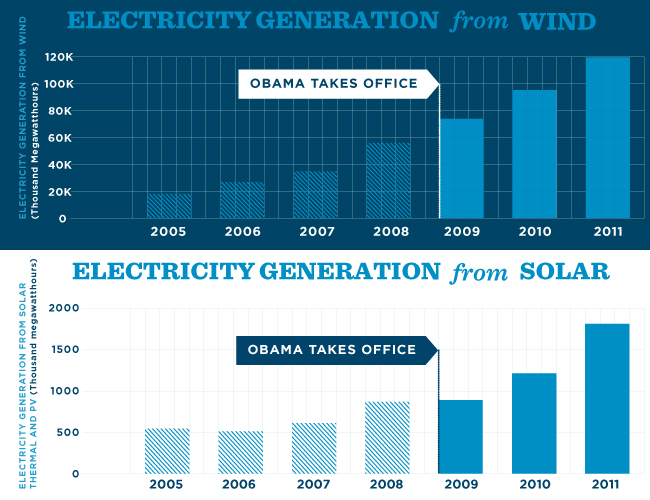 ELECTRICITY GENERATION from WIND
ELECTRICITY GENERATION FROM WIND
(Thousand Megawatthours)
120K
100K
80K
60K
40K
20K
0
OBAMA TAKES OFFICE
2005 2006 2007 2008 2009 2010 2011
ELECTRICITY GENERATION from SOLAR
ELECTRICITY GENERATION FROM SOLAR
THERMAL AND PV (Thousand megawatthours)
2000
1500
1000
500
0
OBAMA TAKES OFFICE
2005 2006 2007 2008 2009 2010 2011